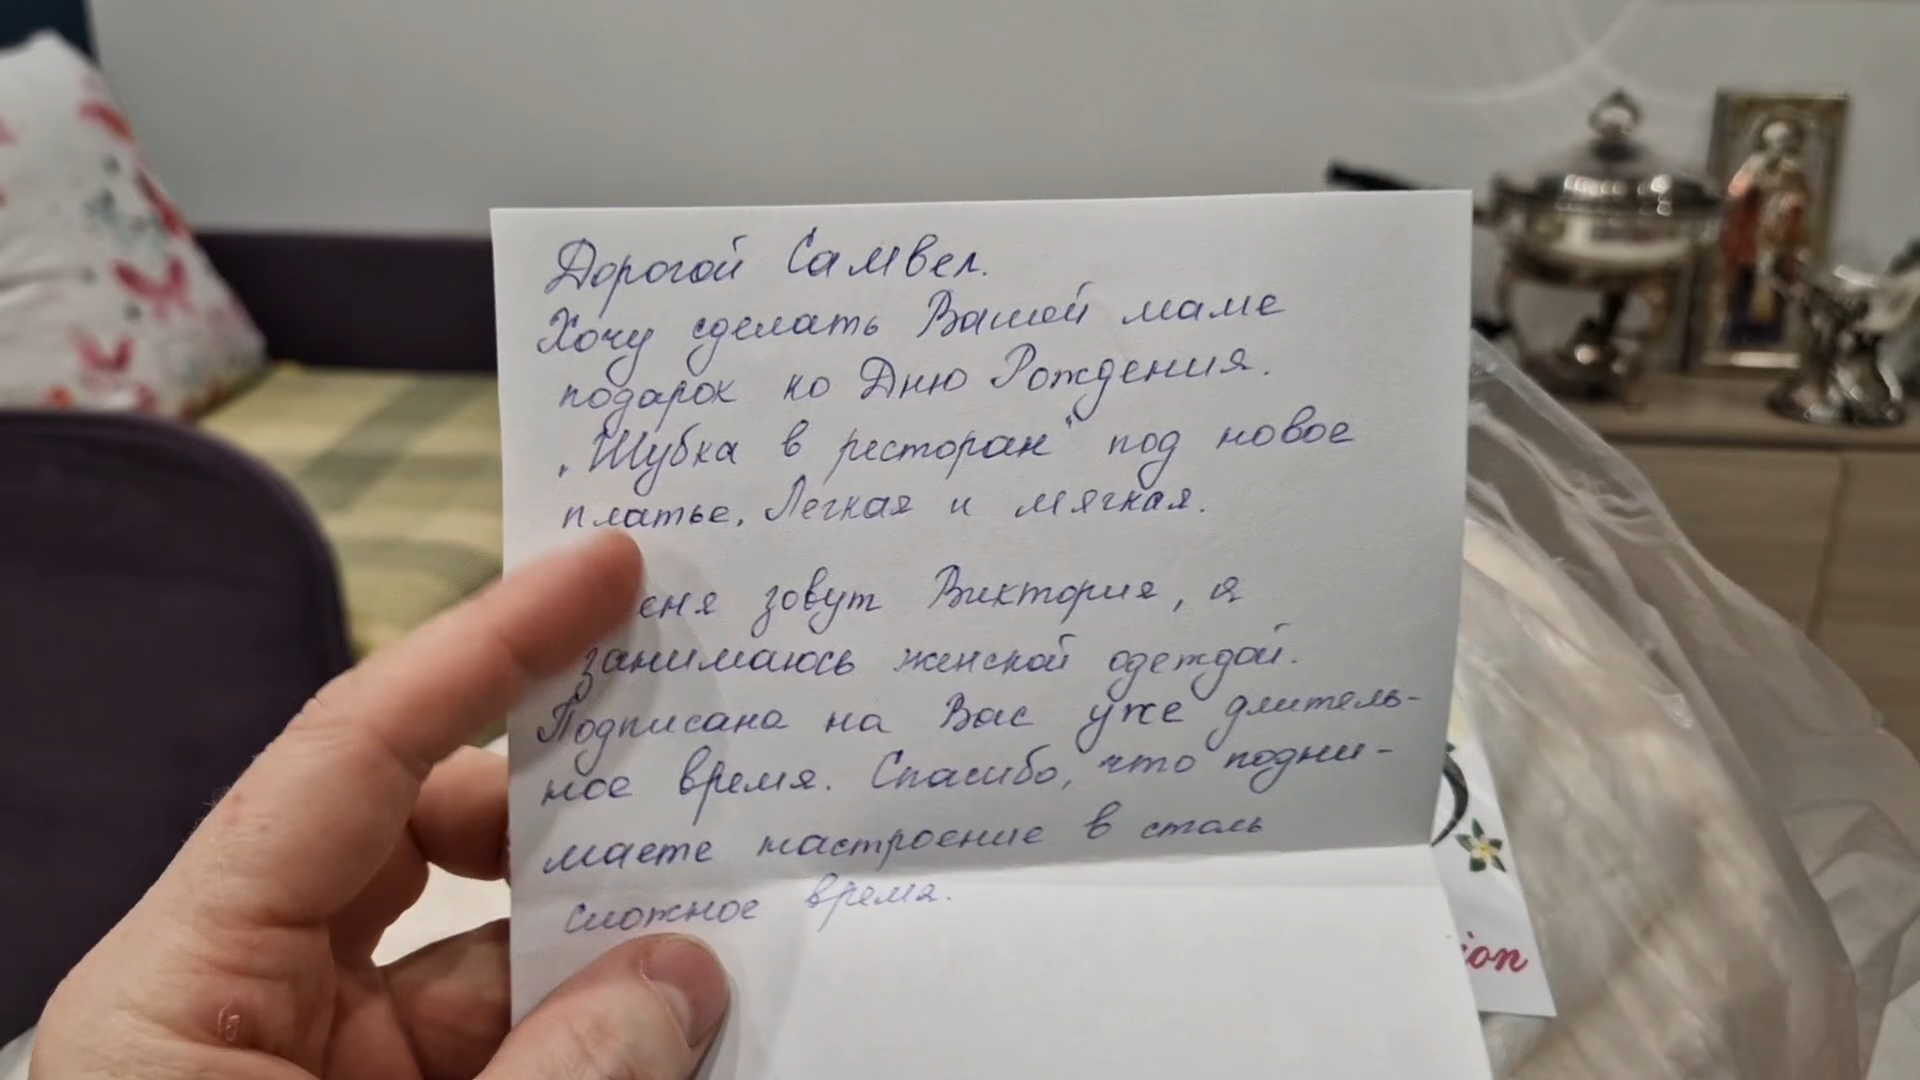 Дорогой Самвел.
Хочу сделать Вашей маме
подарок ко Дню Рождения.
„Шубка в ресторан“ под новое
платье. Легкая и мягкая.
еня зовут Виктория, я
занимаюсь женской одеждой.
Подписана на Вас уже длитель-
ное время. Спасибо, что подни-
маете настроение в столь
сложное время.
ion